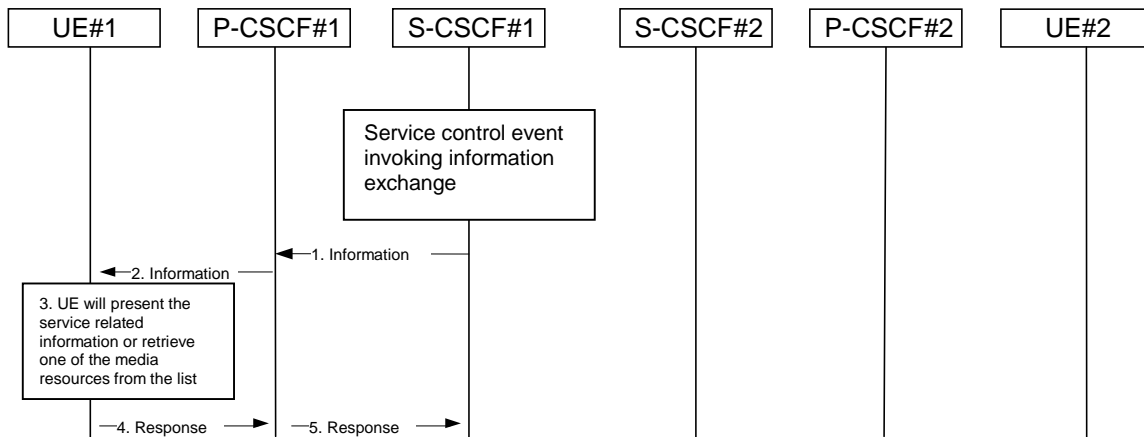 UE#1 P-CSCF#1 S-CSCF#1 S-CSCF#2 P-CSCF#2 UE#2
Service control event
invoking information
exchange
1. Information
2. Information
3. UE will present the
service related
information or retrieve
one of the media
resources from the list
4. Response 5. Response